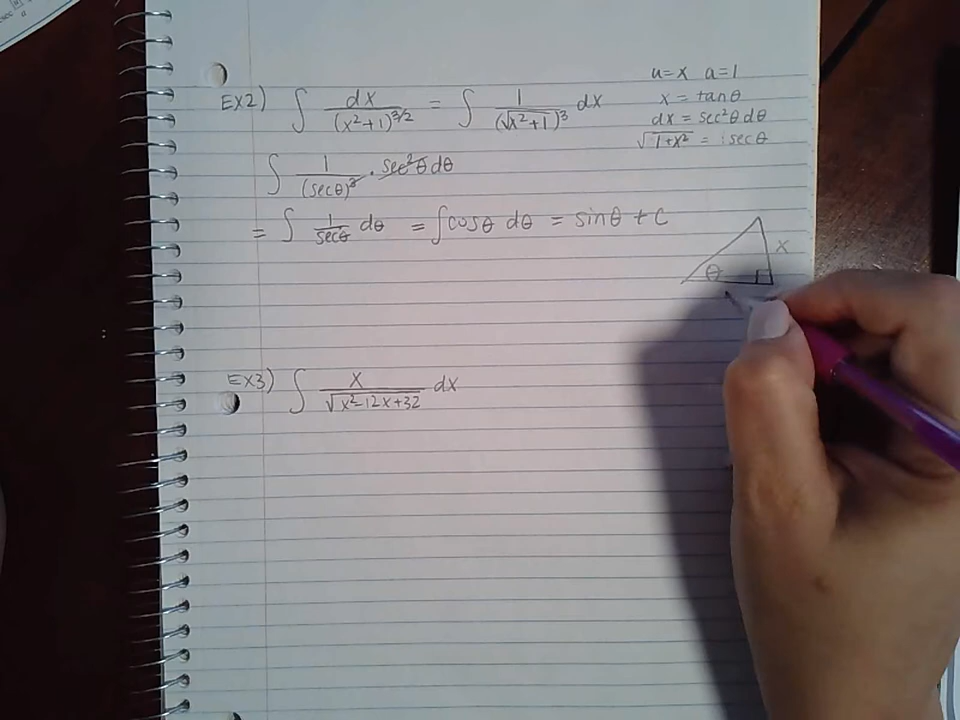 u=x a=1
EX2) ∫ dx/(x²+1)^3/2 = ∫ 1/(√x²+1)³ dx
x = tanθ
dx = sec²θ dθ
√1+x² = 1secθ
∫ 1/(secθ)³ · sec²θ dθ
= ∫ 1/secθ dθ = ∫cosθ dθ = sinθ + C
x
θ
EX3) ∫ x/√x²-12x+32 dx